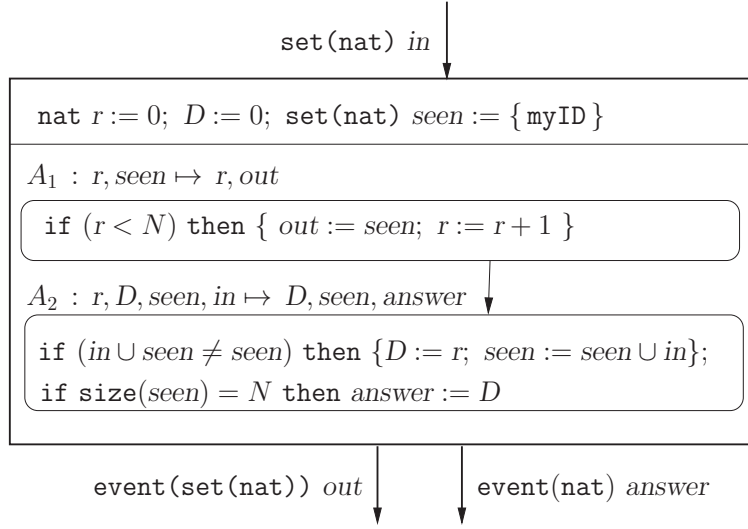 set(nat) in
nat r := 0; D := 0; set(nat) seen := { myID }
A₁ : r, seen ↦ r, out
if (r < N) then { out := seen; r := r + 1 }
A₂ : r, D, seen, in ↦ D, seen, answer
if (in ∪ seen ≠ seen) then {D := r; seen := seen ∪ in};
if size(seen) = N then answer := D
event(set(nat)) out event(nat) answer